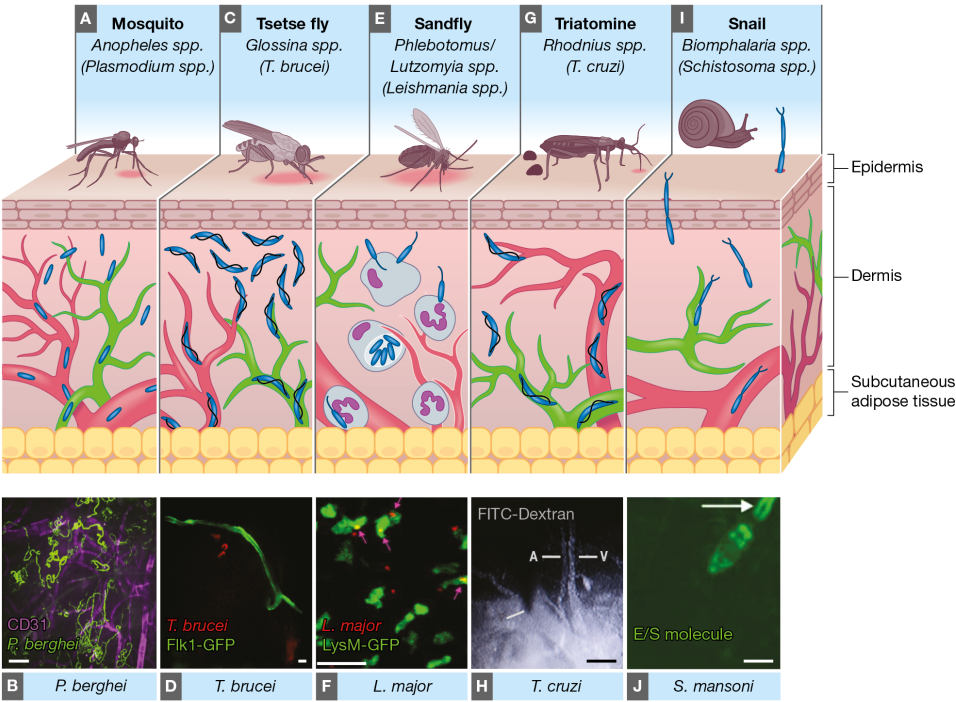 A Mosquito
Anopheles spp.
(Plasmodium spp.)
C Tsetse fly
Glossina spp.
(T. brucei)
E Sandfly
Phlebotomus/
Lutzomyia spp.
(Leishmania spp.)
G Triatomine
Rhodnius spp.
(T. cruzi)
I Snail
Biomphalaria spp.
(Schistosoma spp.)
Epidermis
Dermis
Subcutaneous
adipose tissue
CD31
P. berghei
T. brucei
Flk1-GFP
L. major
LysM-GFP
FITC-Dextran
A V
E/S molecule
B P. berghei
D T. brucei
F L. major
H T. cruzi
J S. mansoni